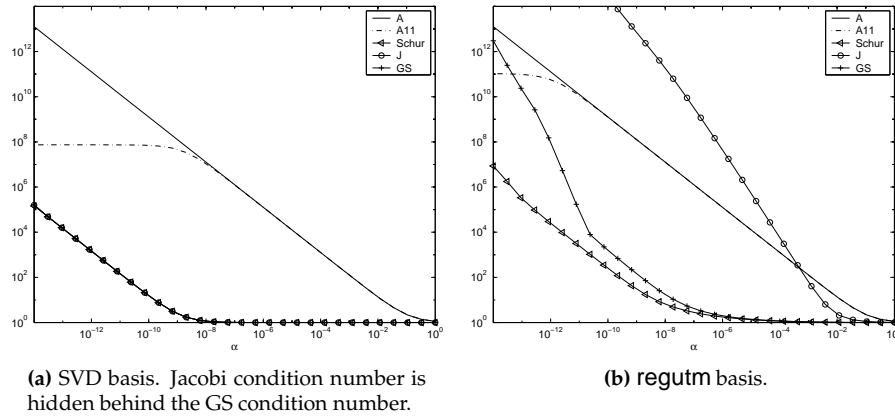 10^12
10^10
10^8
10^6
10^4
10^2
10^0
10^−12
10^−10
10^−8
10^−6
10^−4
10^−2
10^0
α
A
A11
Schur
J
GS
(a) SVD basis. Jacobi condition number is
hidden behind the GS condition number.
10^12
10^10
10^8
10^6
10^4
10^2
10^0
10^−12
10^−10
10^−8
10^−6
10^−4
10^−2
10^0
α
A
A11
Schur
J
GS
(b) regutm basis.